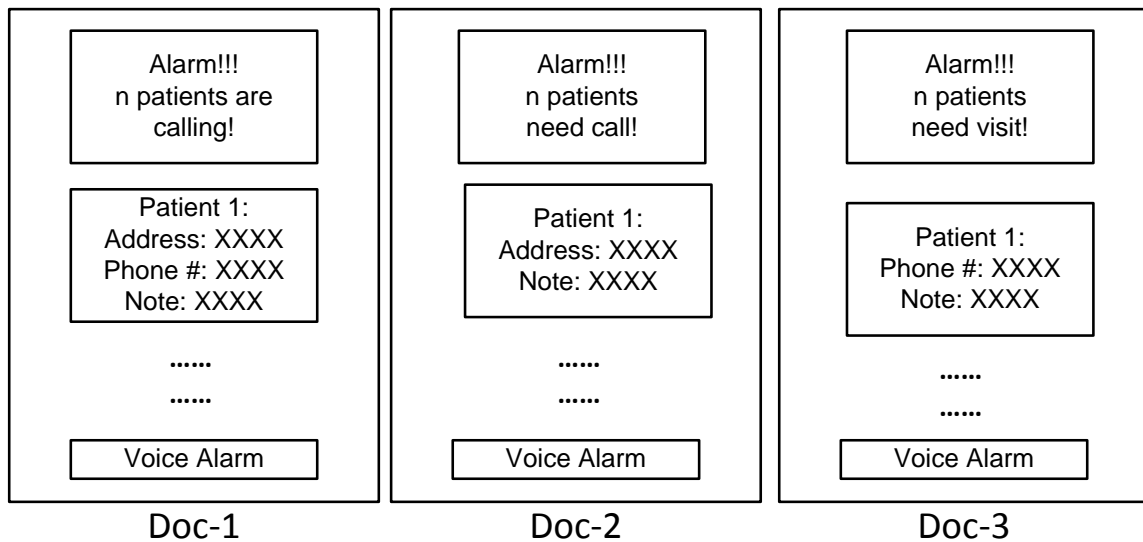 Alarm!!!
n patients are
calling!
Patient 1:
Address: XXXX
Phone #: XXXX
Note: XXXX
......
......
Voice Alarm
Doc-1
Alarm!!!
n patients
need call!
Patient 1:
Address: XXXX
Note: XXXX
......
......
Voice Alarm
Doc-2
Alarm!!!
n patients
need visit!
Patient 1:
Phone #: XXXX
Note: XXXX
......
......
Voice Alarm
Doc-3